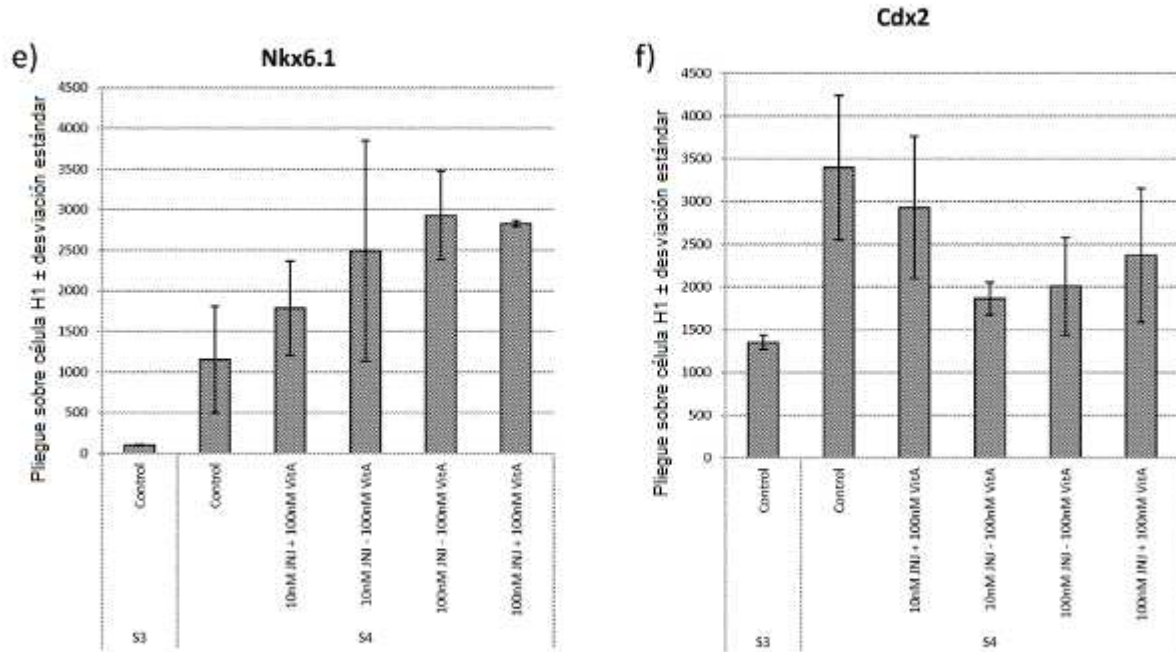 e)
Nkx6.1
Pliegue sobre célula H1 ± desviación estándar
4500
4000
3500
3000
2500
2000
1500
1000
500
0
Control
Control
10nM JNJ + 100nM VitA
10nM JNJ - 100nM VitA
100nM JNJ - 100nM VitA
100nM JNJ + 100nM VitA
S3
S4
f)
Cdx2
Pliegue sobre célula H1 ± desviación estándar
4500
4000
3500
3000
2500
2000
1500
1000
500
0
Control
Control
10nM JNJ + 100nM VitA
10nM JNJ - 100nM VitA
100nM JNJ - 100nM VitA
100nM JNJ + 100nM VitA
S3
S4